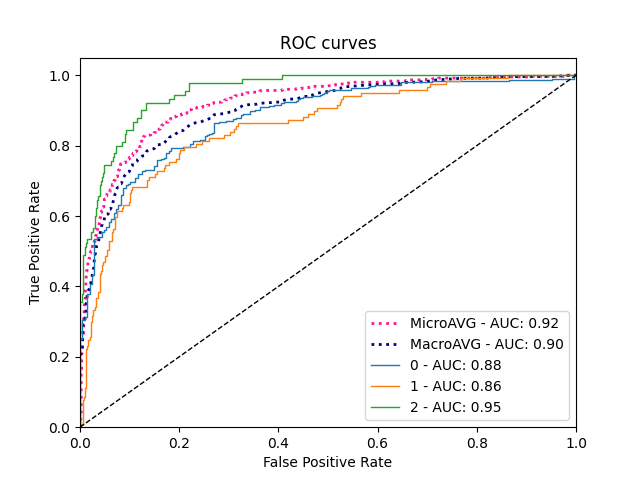 ROC curves
True Positive Rate
1.0
0.8
0.6
0.4
0.2
0.0
0.0 0.2 0.4 0.6 0.8 1.0
False Positive Rate
MicroAVG - AUC: 0.92
MacroAVG - AUC: 0.90
0 - AUC: 0.88
1 - AUC: 0.86
2 - AUC: 0.95